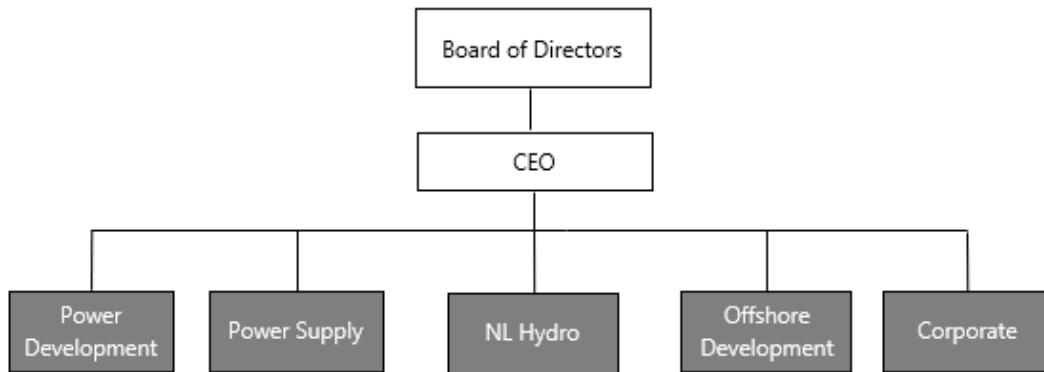 Board of Directors
CEO
Power
Development
Power Supply
NL Hydro
Offshore
Development
Corporate